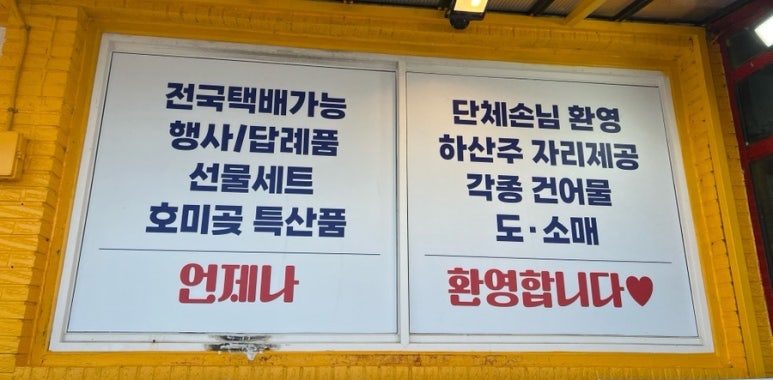 전국택배가능
행사/답례품
선물세트
호미곶 특산품
언제나
단체손님 환영
하산주 자리제공
각종 건어물
도·소매
환영합니다♥